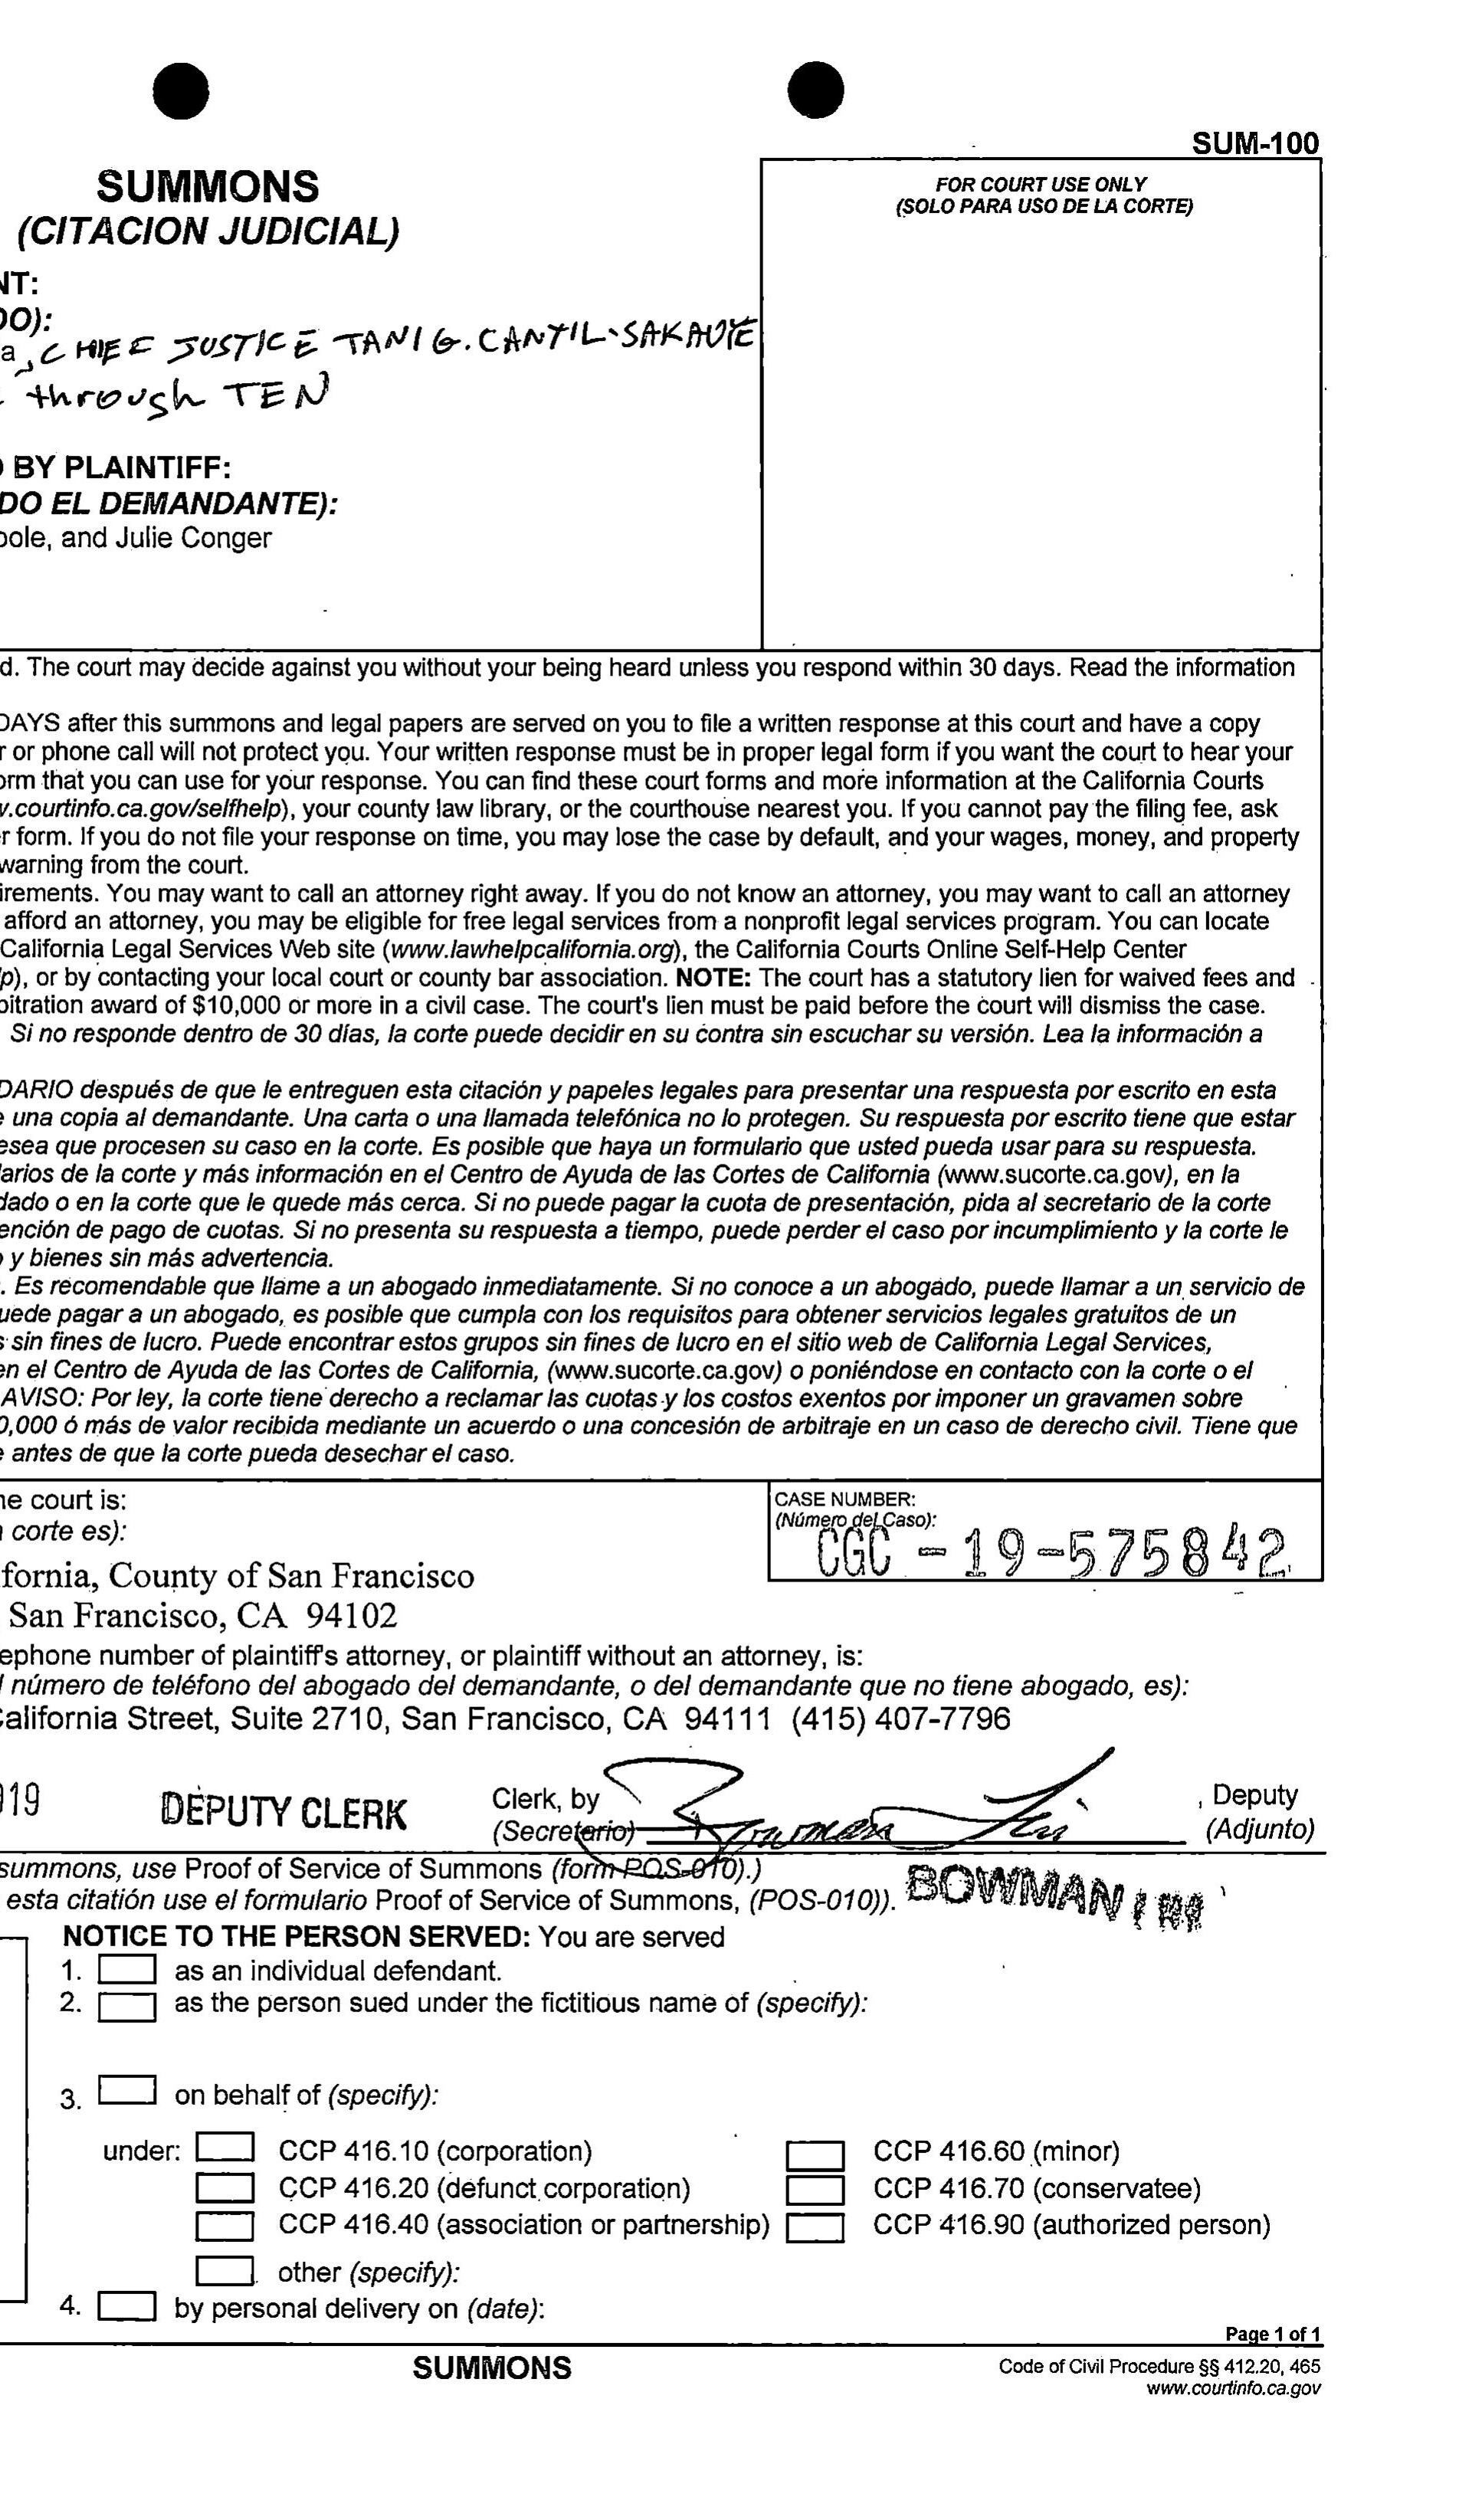 SUM-100
SUMMONS
(CITACION JUDICIAL)
FOR COURT USE ONLY
(SOLO PARA USO DE LA CORTE)
NT:
DO):
a, CHIEF JUSTICE TANI G. CANTIL-SAKAUYE
through TEN
BY PLAINTIFF:
DO EL DEMANDANTE):
oole, and Julie Conger
d. The court may decide against you without your being heard unless you respond within 30 days. Read the information
DAYS after this summons and legal papers are served on you to file a written response at this court and have a copy
r or phone call will not protect you. Your written response must be in proper legal form if you want the court to hear your
orm that you can use for your response. You can find these court forms and more information at the California Courts
v.courtinfo.ca.gov/selfhelp), your county law library, or the courthouse nearest you. If you cannot pay the filing fee, ask
r form. If you do not file your response on time, you may lose the case by default, and your wages, money, and property
warning from the court.
irements. You may want to call an attorney right away. If you do not know an attorney, you may want to call an attorney
afford an attorney, you may be eligible for free legal services from a nonprofit legal services program. You can locate
California Legal Services Web site (www.lawhelpcalifornia.org), the California Courts Online Self-Help Center
p), or by contacting your local court or county bar association. NOTE: The court has a statutory lien for waived fees and
bitration award of $10,000 or more in a civil case. The court's lien must be paid before the court will dismiss the case.
Si no responde dentro de 30 días, la corte puede decidir en su contra sin escuchar su versión. Lea la información a
DARIO después de que le entreguen esta citación y papeles legales para presentar una respuesta por escrito en esta
e una copia al demandante. Una carta o una llamada telefónica no lo protegen. Su respuesta por escrito tiene que estar
esea que procesen su caso en la corte. Es posible que haya un formulario que usted pueda usar para su respuesta.
larios de la corte y más información en el Centro de Ayuda de las Cortes de California (www.sucorte.ca.gov), en la
dado o en la corte que le quede más cerca. Si no puede pagar la cuota de presentación, pida al secretario de la corte
ención de pago de cuotas. Si no presenta su respuesta a tiempo, puede perder el caso por incumplimiento y la corte le
o y bienes sin más advertencia.
. Es recomendable que llame a un abogado inmediatamente. Si no conoce a un abogado, puede llamar a un servicio de
uede pagar a un abogado, es posible que cumpla con los requisitos para obtener servicios legales gratuitos de un
s sin fines de lucro. Puede encontrar estos grupos sin fines de lucro en el sitio web de California Legal Services,
en el Centro de Ayuda de las Cortes de California, (www.sucorte.ca.gov) o poniéndose en contacto con la corte o el
AVISO: Por ley, la corte tiene derecho a reclamar las cuotas y los costos exentos por imponer un gravamen sobre
0,000 ó más de valor recibida mediante un acuerdo o una concesión de arbitraje en un caso de derecho civil. Tiene que
e antes de que la corte pueda desechar el caso.
he court is:
a corte es):
CASE NUMBER:
(Número del Caso):
CGC-19-575842
fornia, County of San Francisco
San Francisco, CA 94102
ephone number of plaintiff's attorney, or plaintiff without an attorney, is:
l número de teléfono del abogado del demandante, o del demandante que no tiene abogado, es):
California Street, Suite 2710, San Francisco, CA 94111 (415) 407-7796
019 DEPUTY CLERK Clerk, by , Deputy
(Secretario) (Adjunto)
summons, use Proof of Service of Summons (form POS-010).)
esta citatión use el formulario Proof of Service of Summons, (POS-010)).
BOWMAN
NOTICE TO THE PERSON SERVED: You are served
1. as an individual defendant.
2. as the person sued under the fictitious name of (specify):
3. on behalf of (specify):
under: CCP 416.10 (corporation) CCP 416.60 (minor)
CCP 416.20 (defunct corporation) CCP 416.70 (conservatee)
CCP 416.40 (association or partnership) CCP 416.90 (authorized person)
other (specify):
4. by personal delivery on (date):
Page 1 of 1
SUMMONS
Code of Civil Procedure §§ 412.20, 465
www.courtinfo.ca.gov